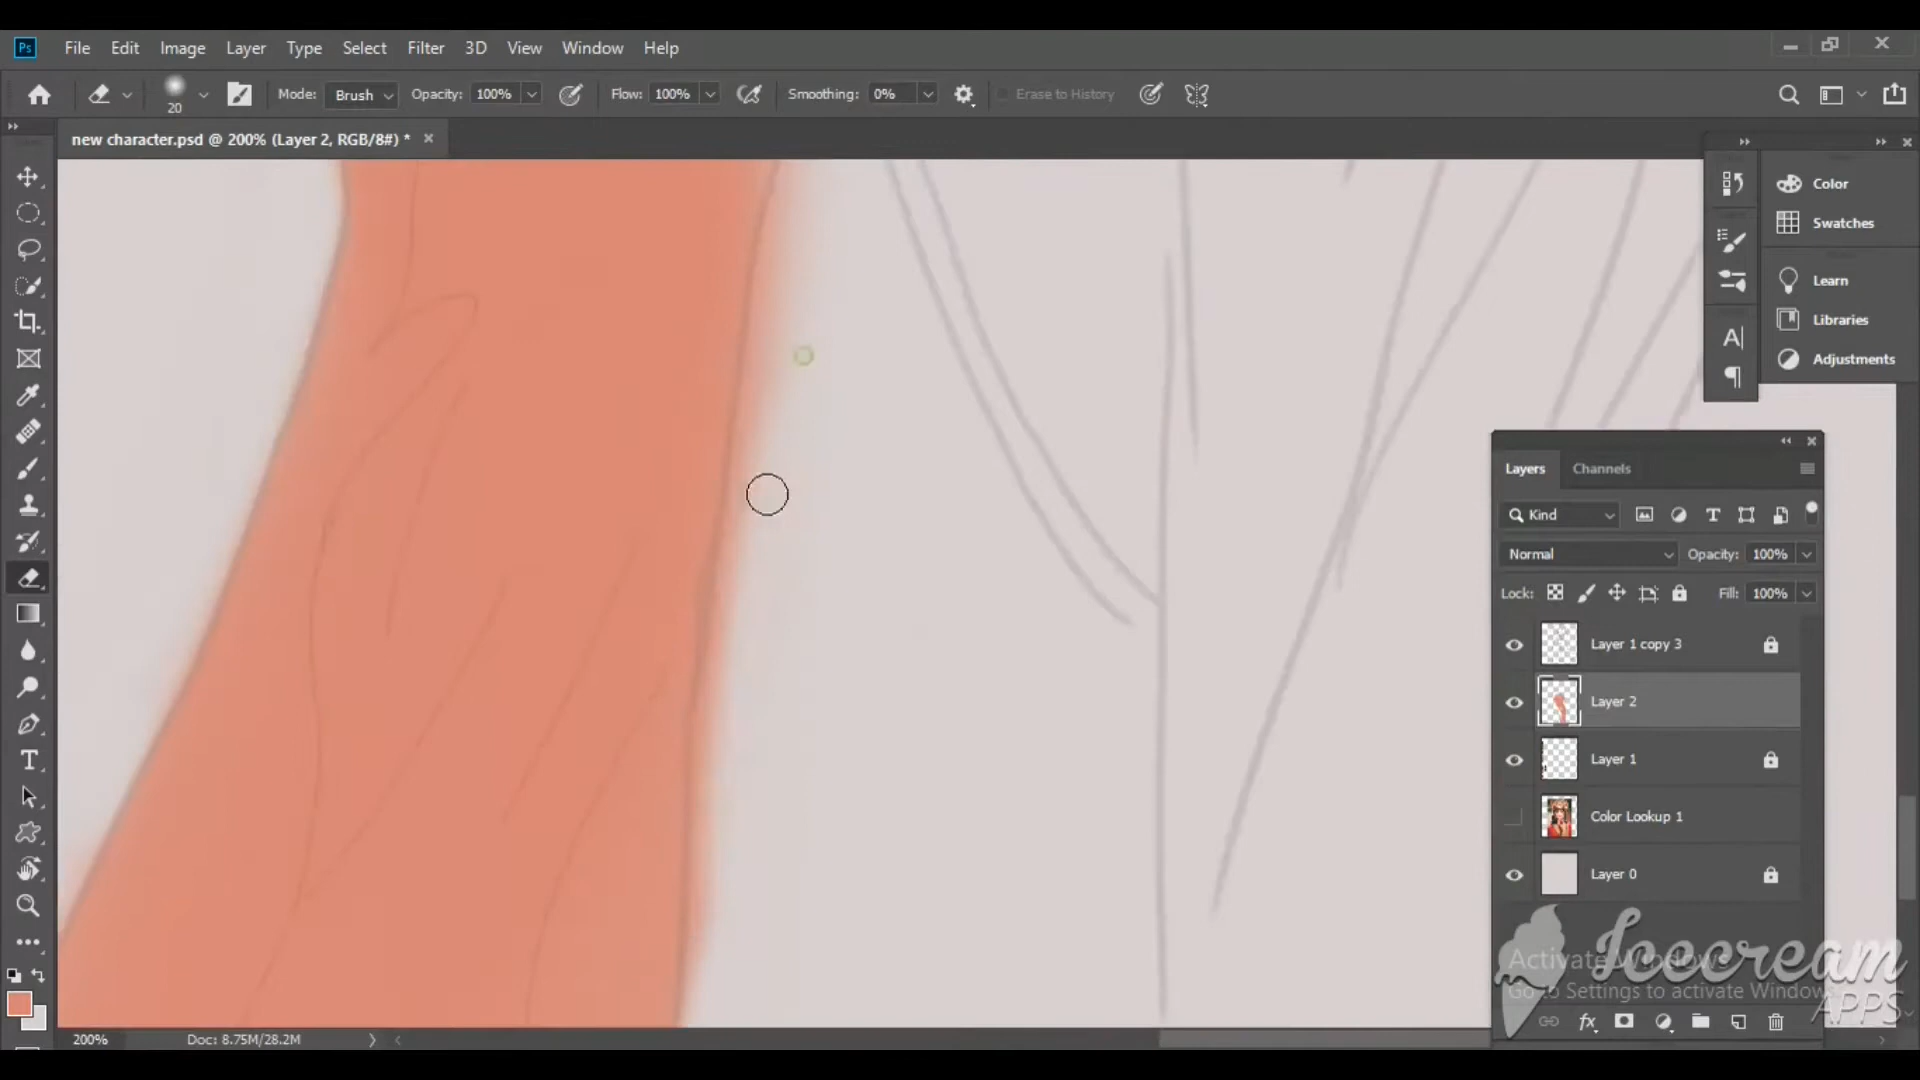 Ps File Edit Image Layer Type Select Filter 3D View Window Help
20 Mode: Brush Opacity: 100% Flow: 100% Smoothing: 0% Erase to History
new character.psd @ 200% (Layer 2, RGB/8#) *
Color
Swatches
Learn
Libraries
Adjustments
Layers Channels
Kind
Normal Opacity: 100%
Lock: Fill: 100%
Layer 1 copy 3
Layer 2
Layer 1
Color Lookup 1
Layer 0
Activate Windows
Go to Settings to activate Windows
Icecream
APPS
fx
200% Doc: 8.75M/28.2M